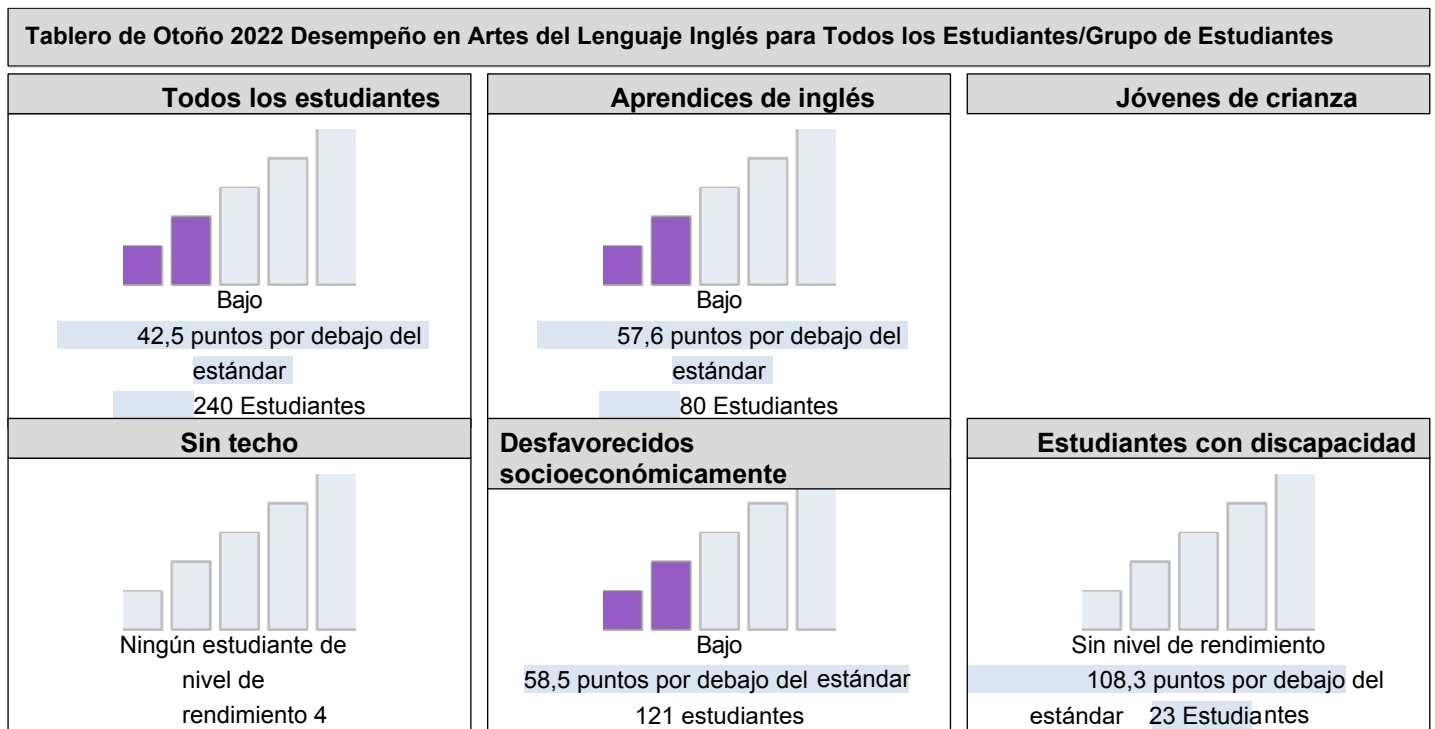 Tablero de Otoño 2022 Desempeño en Artes del Lenguaje Inglés para Todos los Estudiantes/Grupo de Estudiantes
Todos los estudiantes
Bajo
42,5 puntos por debajo del
estándar
240 Estudiantes
Aprendices de inglés
Bajo
57,6 puntos por debajo del
estándar
80 Estudiantes
Jóvenes de crianza
Sin techo
Ningún estudiante de
nivel de
rendimiento 4
Desfavorecidos
socioeconómicamente
Bajo
58,5 puntos por debajo del estándar
121 estudiantes
Estudiantes con discapacidad
Sin nivel de rendimiento
108,3 puntos por debajo del
estándar 23 Estudiantes